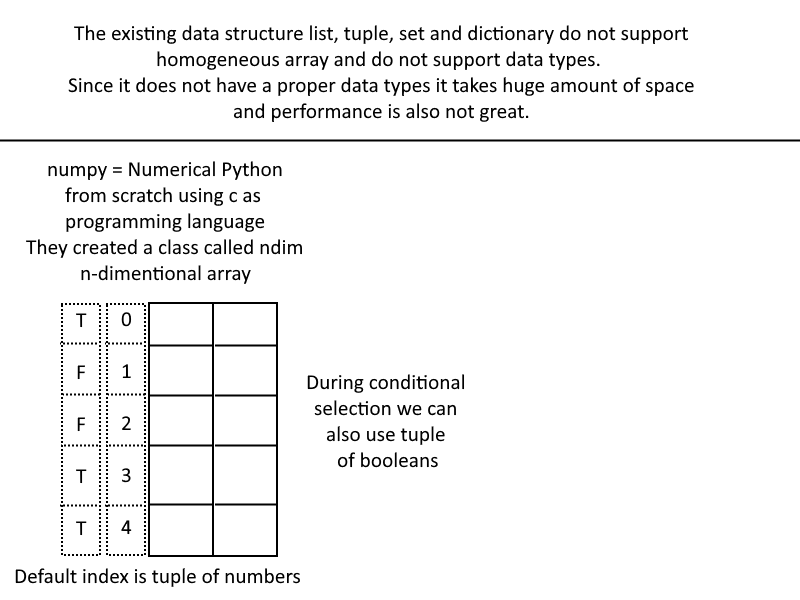 The existing data structure list, tuple, set and dictionary do not support
homogeneous array and do not support data types.
Since it does not have a proper data types it takes huge amount of space
and performance is also not great.
numpy = Numerical Python
from scratch using c as
programming language
They created a class called ndim
n-dimentional array
T 0
F 1
F 2
T 3
T 4
During conditional
selection we can
also use tuple
of booleans
Default index is tuple of numbers